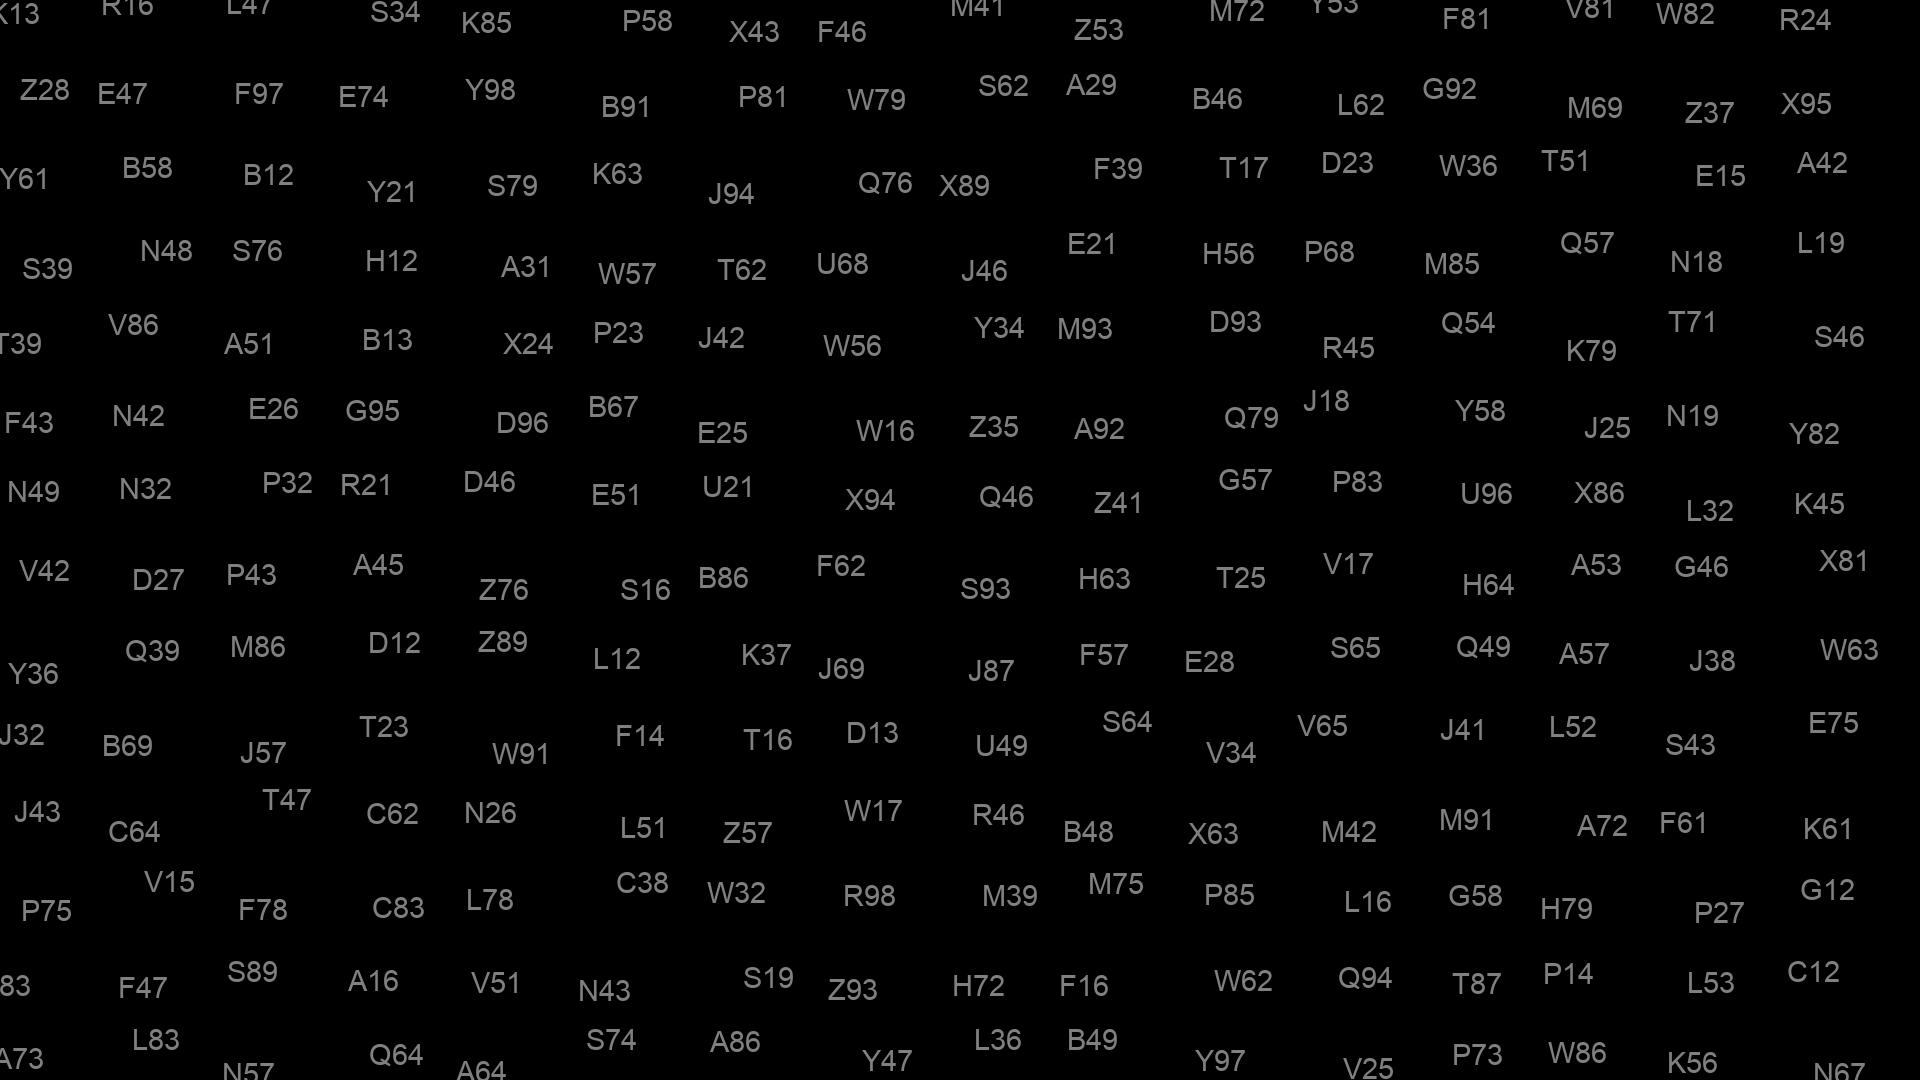 K13 R16 L47 S34 K85 P58 X43 F46 M41 Z53 M72 Y53 F81 V81 W82 R24
Z28 E47 F97 E74 Y98 B91 P81 W79 S62 A29 B46 L62 G92 M69 Z37 X95
Y61 B58 B12 Y21 S79 K63 J94 Q76 X89 F39 T17 D23 W36 T51 E15 A42
S39 N48 S76 H12 A31 W57 T62 U68 J46 E21 H56 P68 M85 Q57 N18 L19
T39 V86 A51 B13 X24 P23 J42 W56 Y34 M93 D93 R45 Q54 K79 T71 S46
F43 N42 E26 G95 D96 B67 E25 W16 Z35 A92 Q79 J18 Y58 J25 N19 Y82
N49 N32 P32 R21 D46 E51 U21 X94 Q46 Z41 G57 P83 U96 X86 L32 K45
V42 D27 P43 A45 Z76 S16 B86 F62 S93 H63 T25 V17 H64 A53 G46 X81
Y36 Q39 M86 D12 Z89 L12 K37 J69 J87 F57 E28 S65 Q49 A57 J38 W63
J32 B69 J57 T23 W91 F14 T16 D13 U49 S64 V34 V65 J41 L52 S43 E75
J43 C64 T47 C62 N26 L51 Z57 W17 R46 B48 X63 M42 M91 A72 F61 K61
P75 V15 F78 C83 L78 C38 W32 R98 M39 M75 P85 L16 G58 H79 P27 G12
83 F47 S89 A16 V51 N43 S19 Z93 H72 F16 W62 Q94 T87 P14 L53 C12
A73 L83 N57 Q64 A64 S74 A86 Y47 L36 B49 Y97 V25 P73 W86 K56 N67